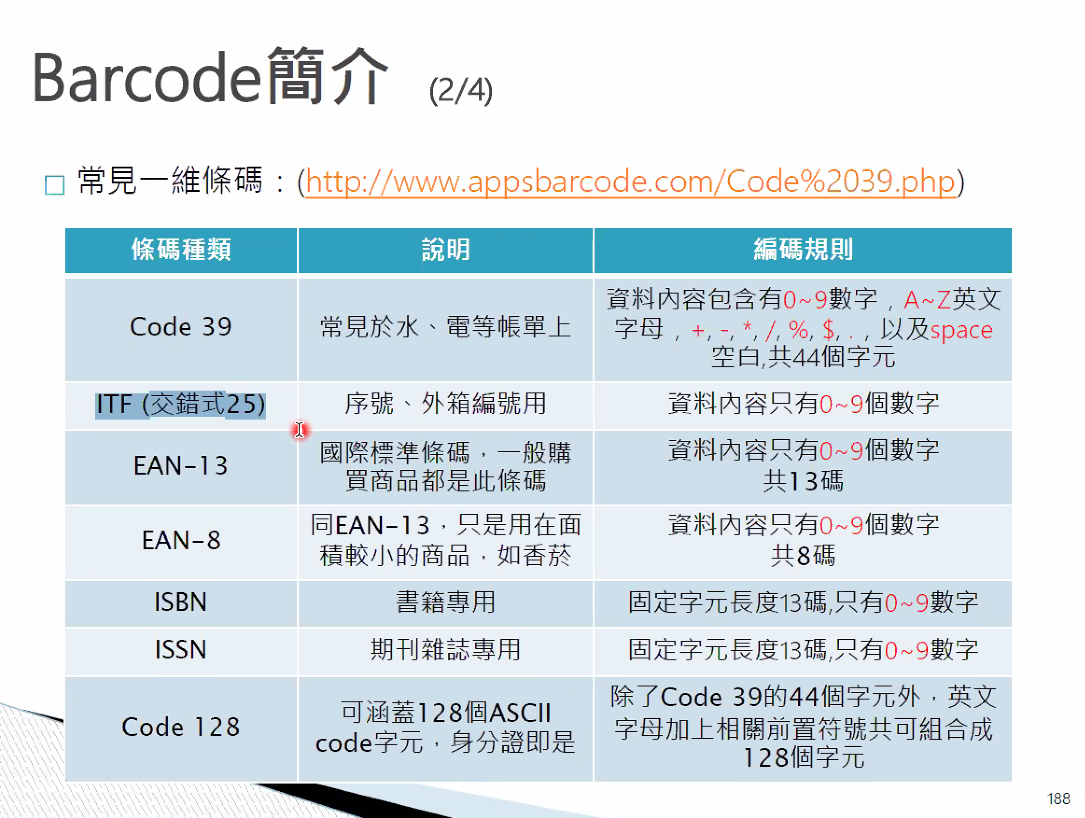 Barcode簡介 (2/4)
常見一維條碼：(http://www.appsbarcode.com/Code%2039.php)
條碼種類 說明 編碼規則
Code 39
常見於水、電等帳單上
資料內容包含有0~9數字，A~Z英文
字母，+, -, *, /, %, $, .，以及space
空白,共44個字元
ITF (交錯式25)
序號、外箱編號用
資料內容只有0~9個數字
EAN-13
國際標準條碼，一般購
買商品都是此條碼
資料內容只有0~9個數字
共13碼
EAN-8
同EAN-13，只是用在面
積較小的商品，如香菸
資料內容只有0~9個數字
共8碼
ISBN
書籍專用
固定字元長度13碼,只有0~9數字
ISSN
期刊雜誌專用
固定字元長度13碼,只有0~9數字
Code 128
可涵蓋128個ASCII
code字元，身分證即是
除了Code 39的44個字元外，英文
字母加上相關前置符號共可組合成
128個字元
188